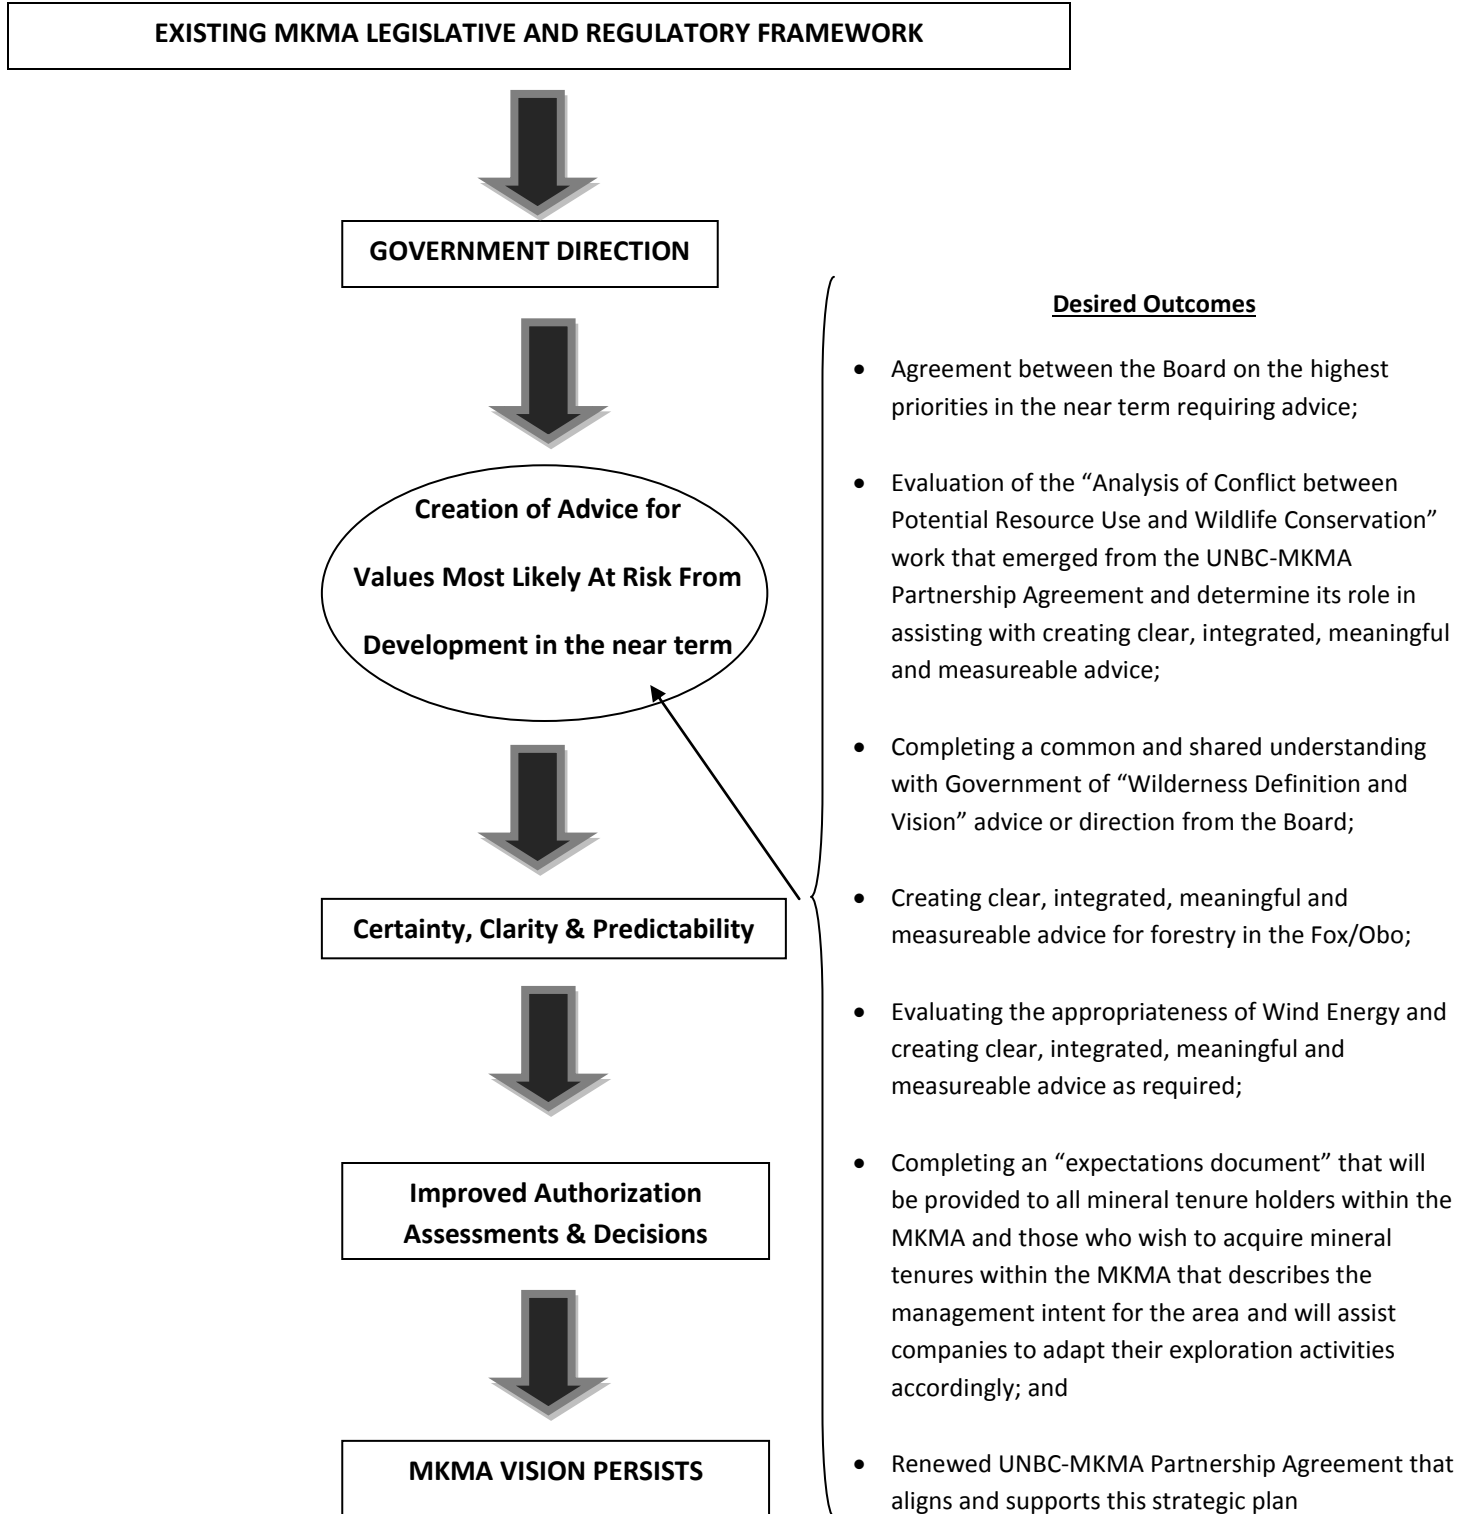 EXISTING MKMA LEGISLATIVE AND REGULATORY FRAMEWORK
GOVERNMENT DIRECTION
Creation of Advice for
Values Most Likely At Risk From
Development in the near term
Certainty, Clarity & Predictability
Improved Authorization
Assessments & Decisions
MKMA VISION PERSISTS
Desired Outcomes
• Agreement between the Board on the highest
priorities in the near term requiring advice;
• Evaluation of the “Analysis of Conflict between
Potential Resource Use and Wildlife Conservation”
work that emerged from the UNBC-MKMA
Partnership Agreement and determine its role in
assisting with creating clear, integrated, meaningful
and measureable advice;
• Completing a common and shared understanding
with Government of “Wilderness Definition and
Vision” advice or direction from the Board;
• Creating clear, integrated, meaningful and
measureable advice for forestry in the Fox/Obo;
• Evaluating the appropriateness of Wind Energy and
creating clear, integrated, meaningful and
measureable advice as required;
• Completing an “expectations document” that will
be provided to all mineral tenure holders within the
MKMA and those who wish to acquire mineral
tenures within the MKMA that describes the
management intent for the area and will assist
companies to adapt their exploration activities
accordingly; and
• Renewed UNBC-MKMA Partnership Agreement that
aligns and supports this strategic plan